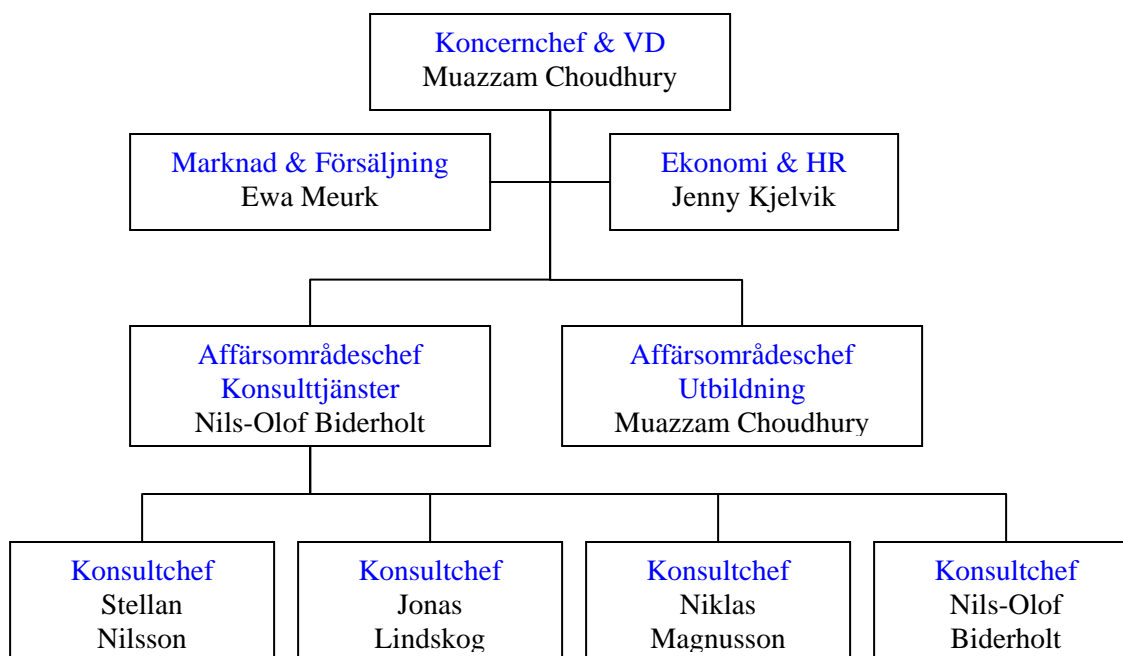 Koncernchef & VD
Muazzam Choudhury
Marknad & Försäljning
Ewa Meurk
Ekonomi & HR
Jenny Kjelvik
Affärsområdeschef
Konsulttjänster
Nils-Olof Biderholt
Affärsområdeschef
Utbildning
Muazzam Choudhury
Konsultchef
Stellan
Nilsson
Konsultchef
Jonas
Lindskog
Konsultchef
Niklas
Magnusson
Konsultchef
Nils-Olof
Biderholt